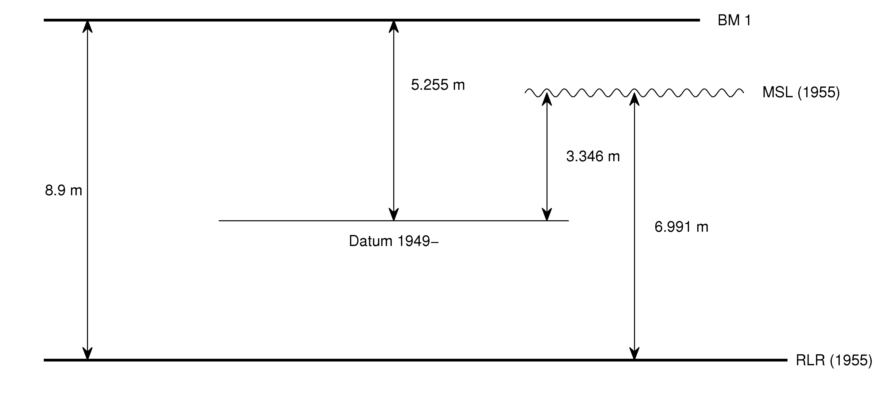 BM 1
5.255 m
MSL (1955)
3.346 m
8.9 m
6.991 m
Datum 1949−
RLR (1955)